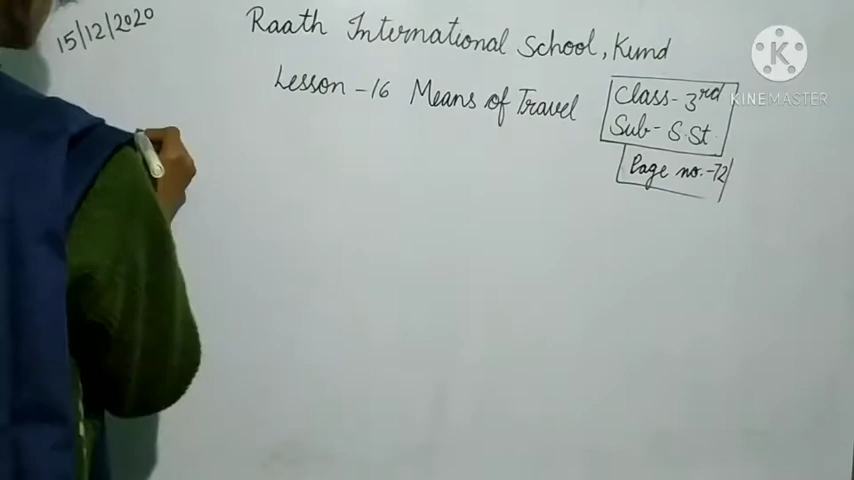 15/12/2020
Raath International School, Kund
Lesson - 16 Means of Travel
Class - 3rd
Sub - S.St.
Page no. - 72
KINEMASTER